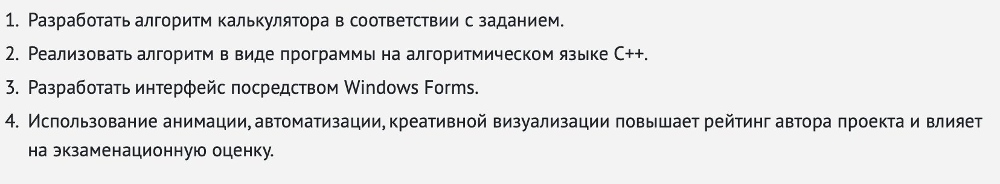 1. Разработать алгоритм калькулятора в соответствии с заданием.
2. Реализовать алгоритм в виде программы на алгоритмическом языке C++.
3. Разработать интерфейс посредством Windows Forms.
4. Использование анимации, автоматизации, креативной визуализации повышает рейтинг автора проекта и влияет
на экзаменационную оценку.